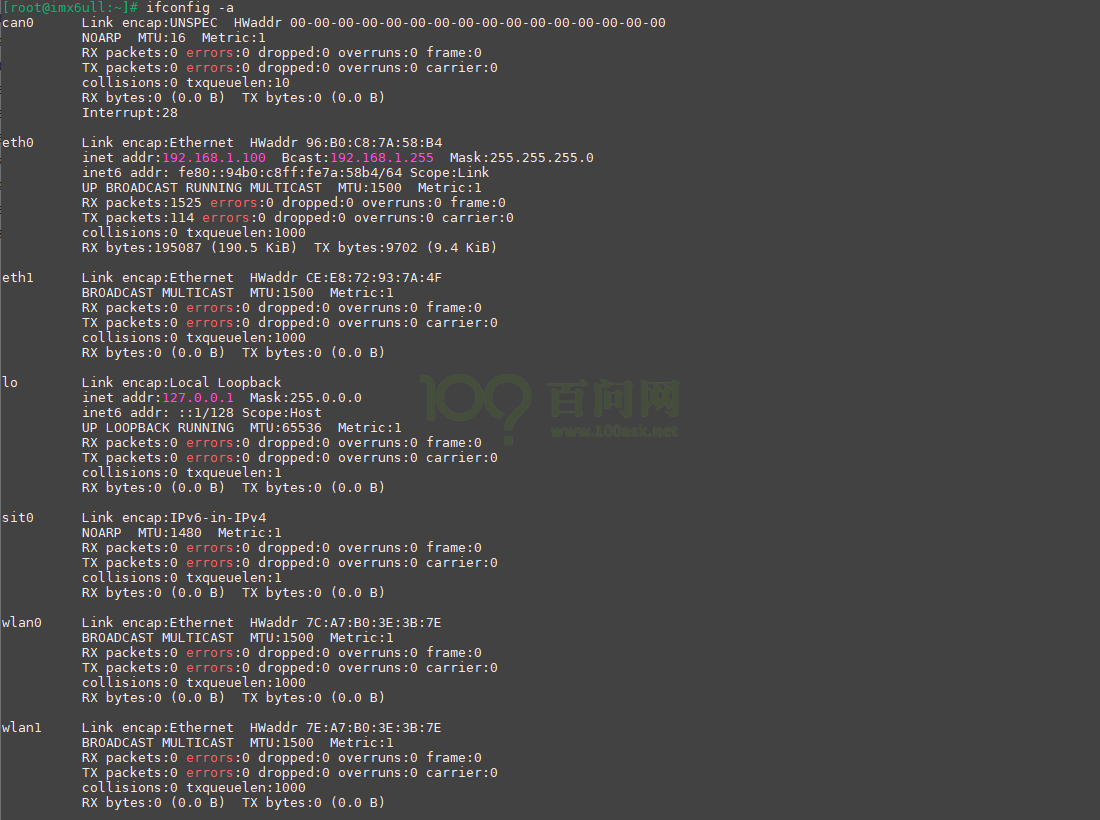 [root@imx6ull:~]# ifconfig -a
can0      Link encap:UNSPEC  HWaddr 00-00-00-00-00-00-00-00-00-00-00-00-00-00-00-00
          NOARP  MTU:16  Metric:1
          RX packets:0 errors:0 dropped:0 overruns:0 frame:0
          TX packets:0 errors:0 dropped:0 overruns:0 carrier:0
          collisions:0 txqueuelen:10
          RX bytes:0 (0.0 B)  TX bytes:0 (0.0 B)
          Interrupt:28
eth0      Link encap:Ethernet  HWaddr 96:B0:C8:7A:58:B4
          inet addr:192.168.1.100  Bcast:192.168.1.255  Mask:255.255.255.0
          inet6 addr: fe80::94b0:c8ff:fe7a:58b4/64 Scope:Link
          UP BROADCAST RUNNING MULTICAST  MTU:1500  Metric:1
          RX packets:1525 errors:0 dropped:0 overruns:0 frame:0
          TX packets:114 errors:0 dropped:0 overruns:0 carrier:0
          collisions:0 txqueuelen:1000
          RX bytes:195087 (190.5 KiB)  TX bytes:9702 (9.4 KiB)
eth1      Link encap:Ethernet  HWaddr CE:E8:72:93:7A:4F
          BROADCAST MULTICAST  MTU:1500  Metric:1
          RX packets:0 errors:0 dropped:0 overruns:0 frame:0
          TX packets:0 errors:0 dropped:0 overruns:0 carrier:0
          collisions:0 txqueuelen:1000
          RX bytes:0 (0.0 B)  TX bytes:0 (0.0 B)
lo        Link encap:Local Loopback
          inet addr:127.0.0.1  Mask:255.0.0.0
          inet6 addr: ::1/128 Scope:Host
          UP LOOPBACK RUNNING  MTU:65536  Metric:1
          RX packets:0 errors:0 dropped:0 overruns:0 frame:0
          TX packets:0 errors:0 dropped:0 overruns:0 carrier:0
          collisions:0 txqueuelen:1
          RX bytes:0 (0.0 B)  TX bytes:0 (0.0 B)
百问网
www.100ask.net
sit0      Link encap:IPv6-in-IPv4
          NOARP  MTU:1480  Metric:1
          RX packets:0 errors:0 dropped:0 overruns:0 frame:0
          TX packets:0 errors:0 dropped:0 overruns:0 carrier:0
          collisions:0 txqueuelen:1
          RX bytes:0 (0.0 B)  TX bytes:0 (0.0 B)
wlan0     Link encap:Ethernet  HWaddr 7C:A7:B0:3E:3B:7E
          BROADCAST MULTICAST  MTU:1500  Metric:1
          RX packets:0 errors:0 dropped:0 overruns:0 frame:0
          TX packets:0 errors:0 dropped:0 overruns:0 carrier:0
          collisions:0 txqueuelen:1000
          RX bytes:0 (0.0 B)  TX bytes:0 (0.0 B)
wlan1     Link encap:Ethernet  HWaddr 7E:A7:B0:3E:3B:7E
          BROADCAST MULTICAST  MTU:1500  Metric:1
          RX packets:0 errors:0 dropped:0 overruns:0 frame:0
          TX packets:0 errors:0 dropped:0 overruns:0 carrier:0
          collisions:0 txqueuelen:1000
          RX bytes:0 (0.0 B)  TX bytes:0 (0.0 B)